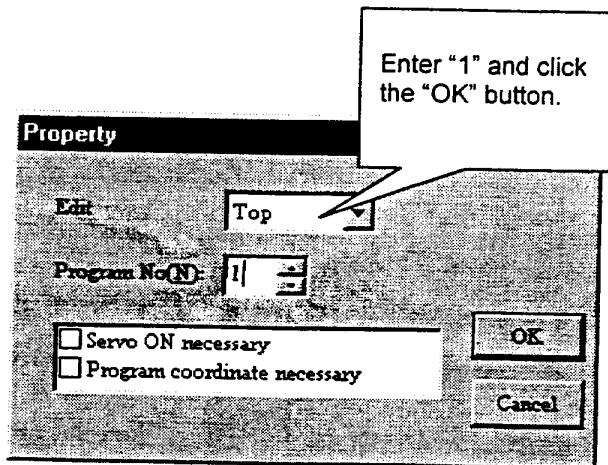 Enter “1” and click
the “OK” button.
Property
Edit
Top
Program No(N):
1
Servo ON necessary
Program coordinate necessary
OK
Cancel